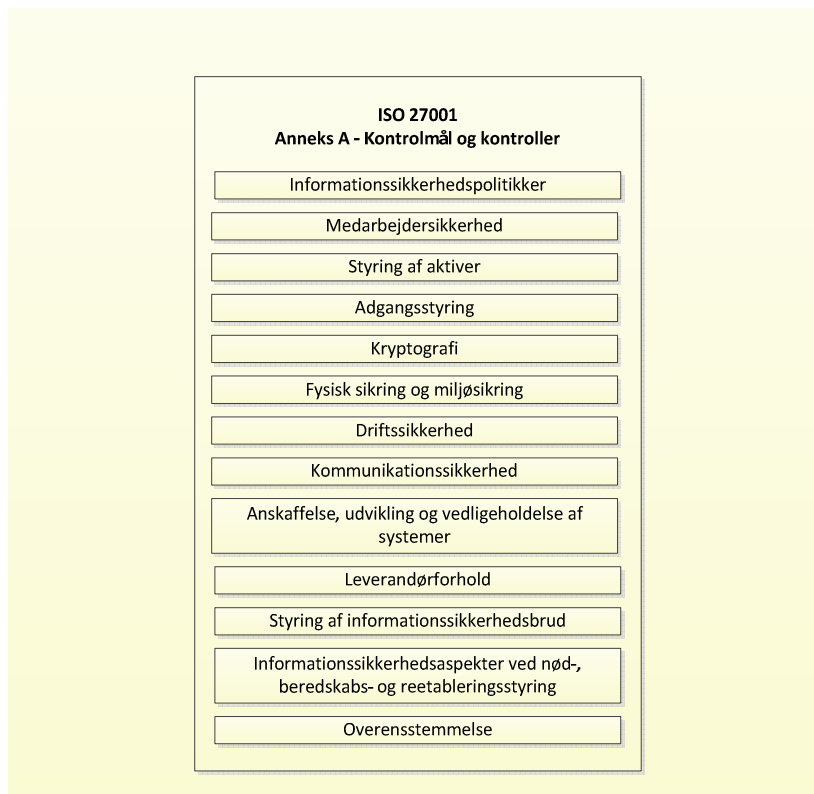 ISO 27001
Anneks A - Kontrolmål og kontroller
Informationssikkerhedspolitikker
Medarbejdersikkerhed
Styring af aktiver
Adgangsstyring
Kryptografi
Fysisk sikring og miljøsikring
Driftssikkerhed
Kommunikationssikkerhed
Anskaffelse, udvikling og vedligeholdelse af
systemer
Leverandørforhold
Styring af informationssikkerhedsbrud
Informationssikkerhedsaspekter ved nød-,
beredskabs- og reetableringsstyring
Overensstemmelse